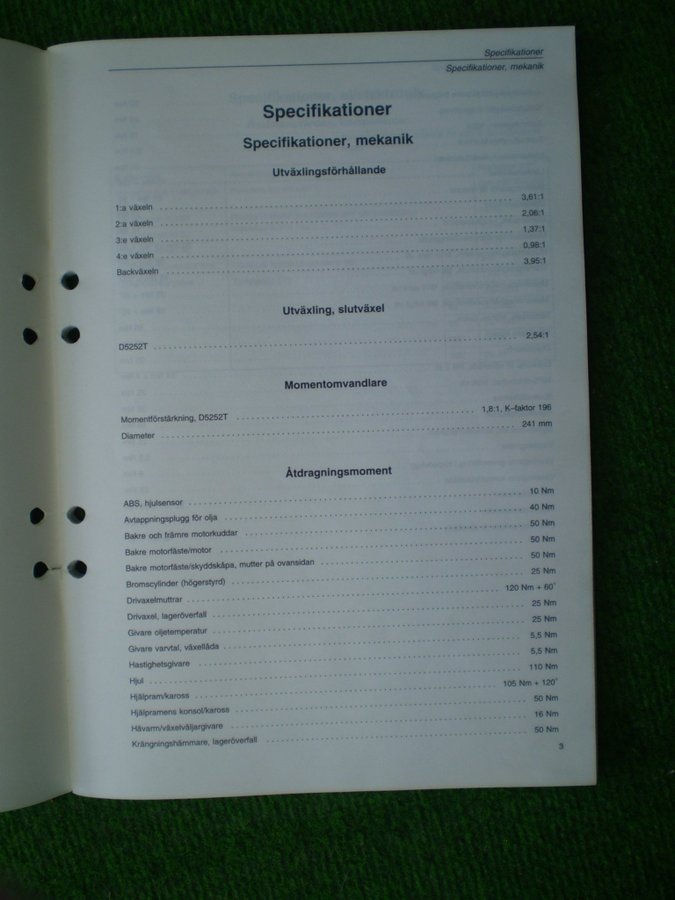 Specifikationer
Specifikationer, mekanik
Specifikationer
Specifikationer, mekanik
Utväxlingsförhållande
1:a växeln 3,61:1
2:a växeln 2,06:1
3:e växeln 1,37:1
4:e växeln 0,98:1
Backväxeln 3,95:1
Utväxling, slutväxel
D5252T 2,54:1
Momentomvandlare
Momentförstärkning, D5252T 1,8:1, K–faktor 196
Diameter 241 mm
Åtdragningsmoment
ABS, hjulsensor 10 Nm
Avtappningsplugg för olja 40 Nm
Bakre och främre motorkuddar 50 Nm
Bakre motorfäste/motor 50 Nm
Bakre motorfäste/skyddskåpa, mutter på ovansidan 50 Nm
Bromscylinder (högerstyrd) 25 Nm
Drivaxelmuttrar 120 Nm + 60°
Drivaxel, lageröverfall 25 Nm
Givare oljetemperatur 25 Nm
Givare varvtal, växellåda 5,5 Nm
Hastighetsgivare 5,5 Nm
Hjul 110 Nm
Hjälpram/kaross 105 Nm + 120°
Hjälpramens konsol/kaross 50 Nm
Hävarm/växelväljargivare 16 Nm
Krängningshämmare, lageröverfall 50 Nm
3